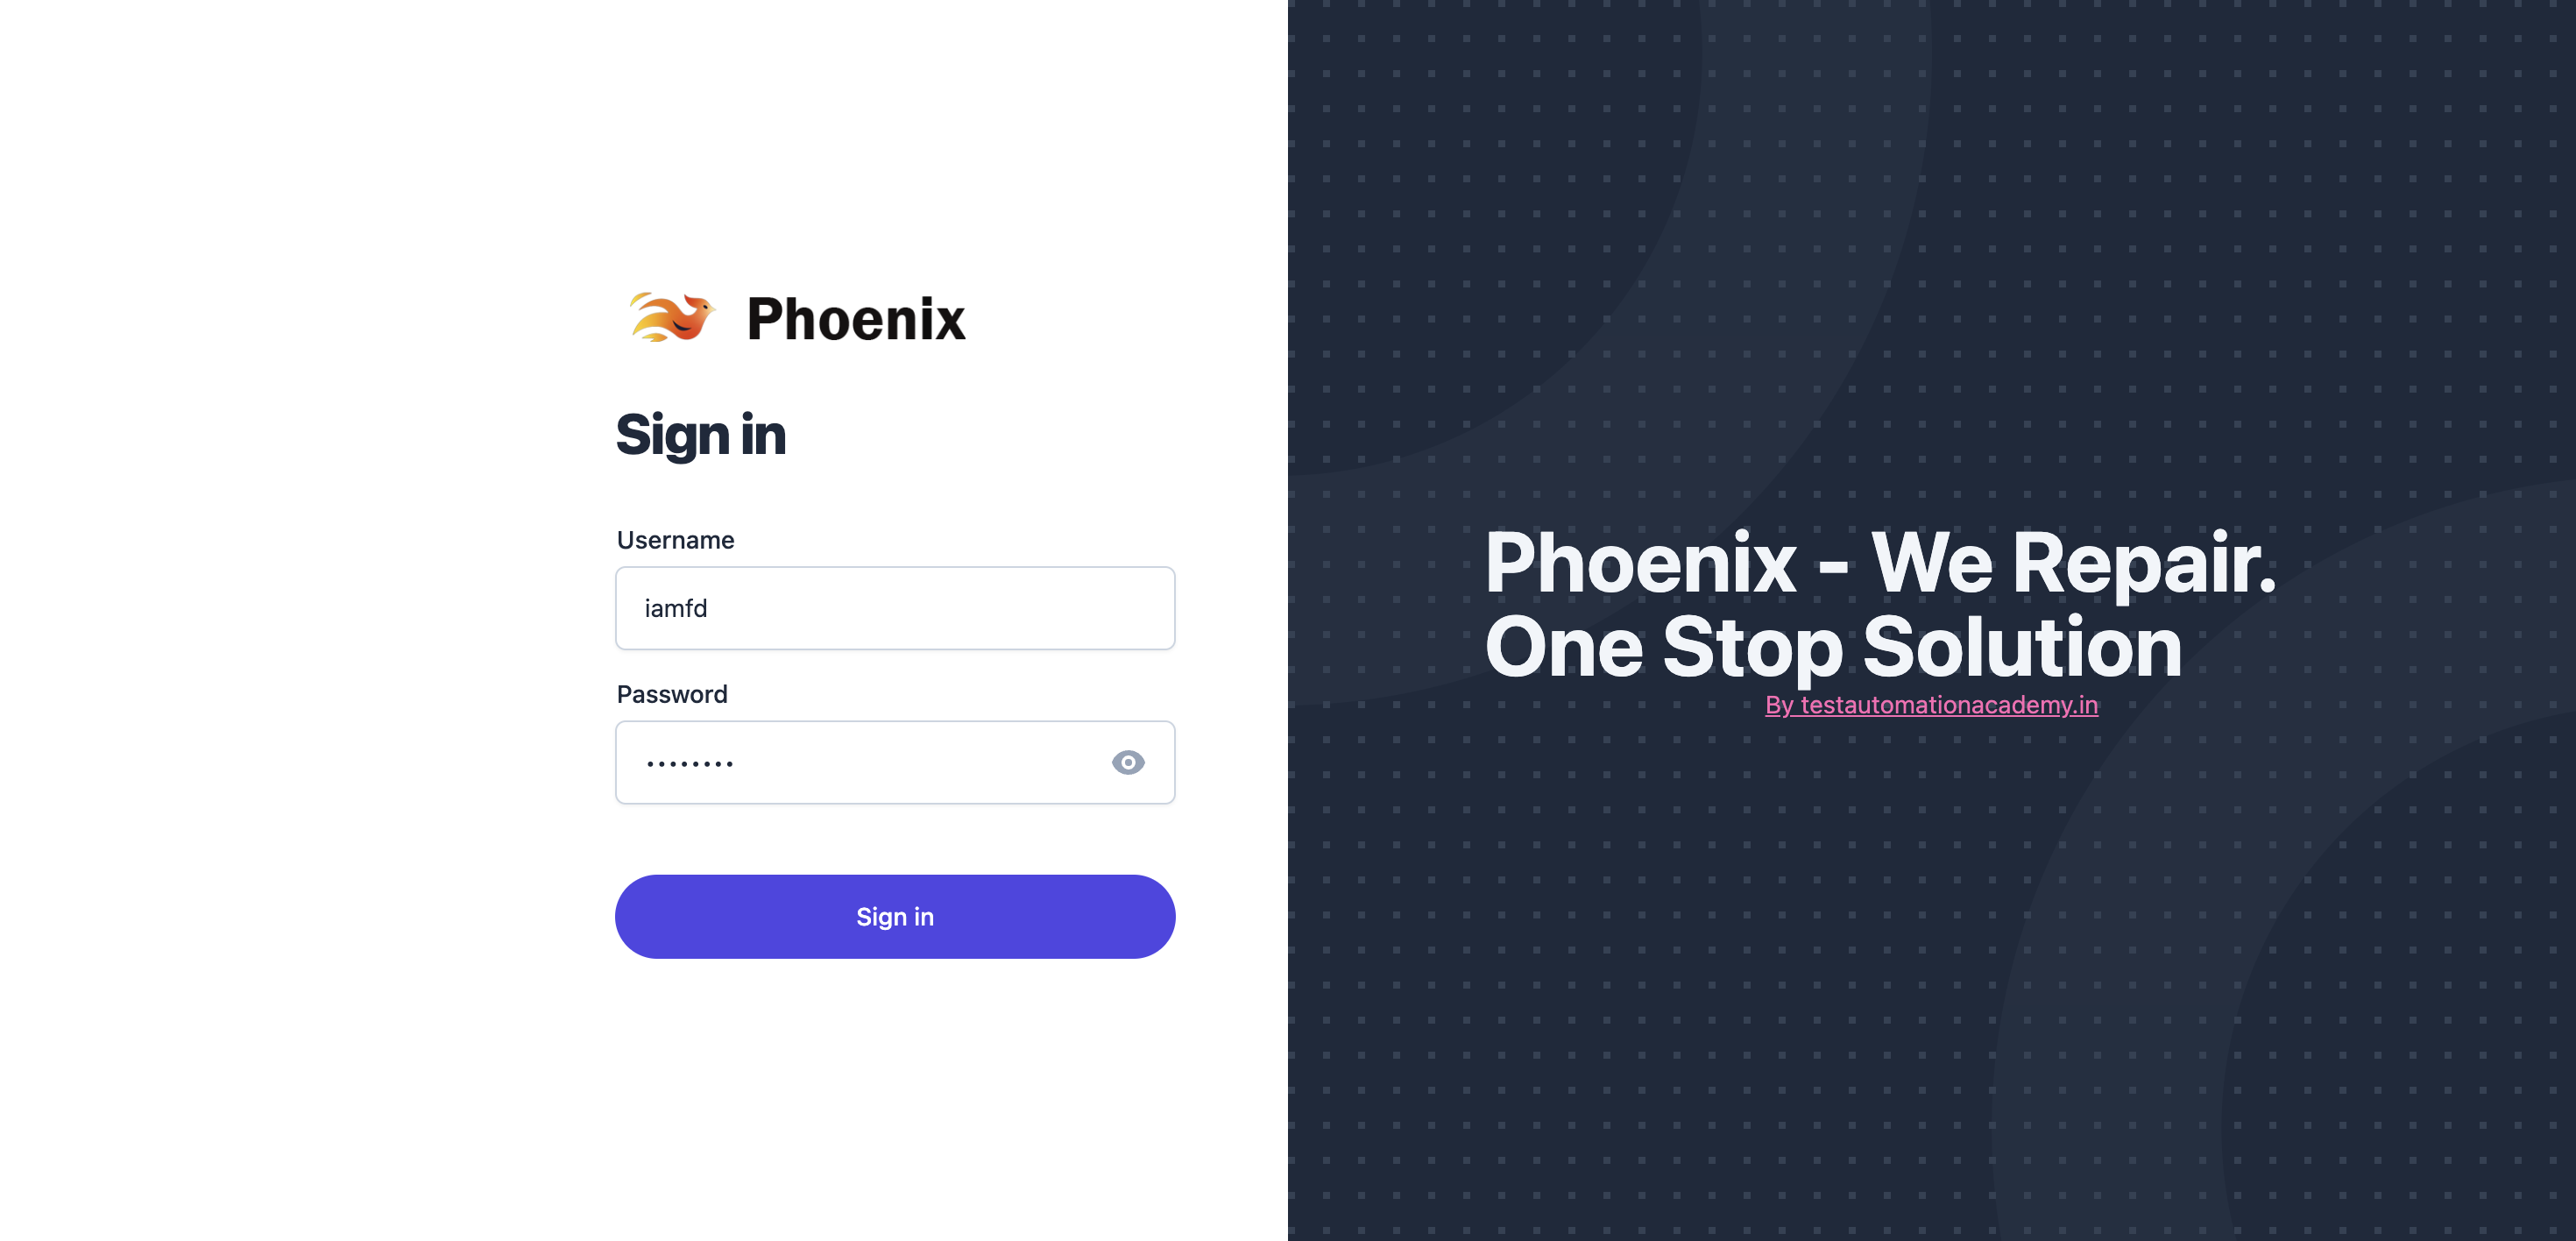 Phoenix
Sign in
Username
iamfd
Password
••••••••
Sign in
Phoenix - We Repair.
One Stop Solution
By testautomationacademy.in